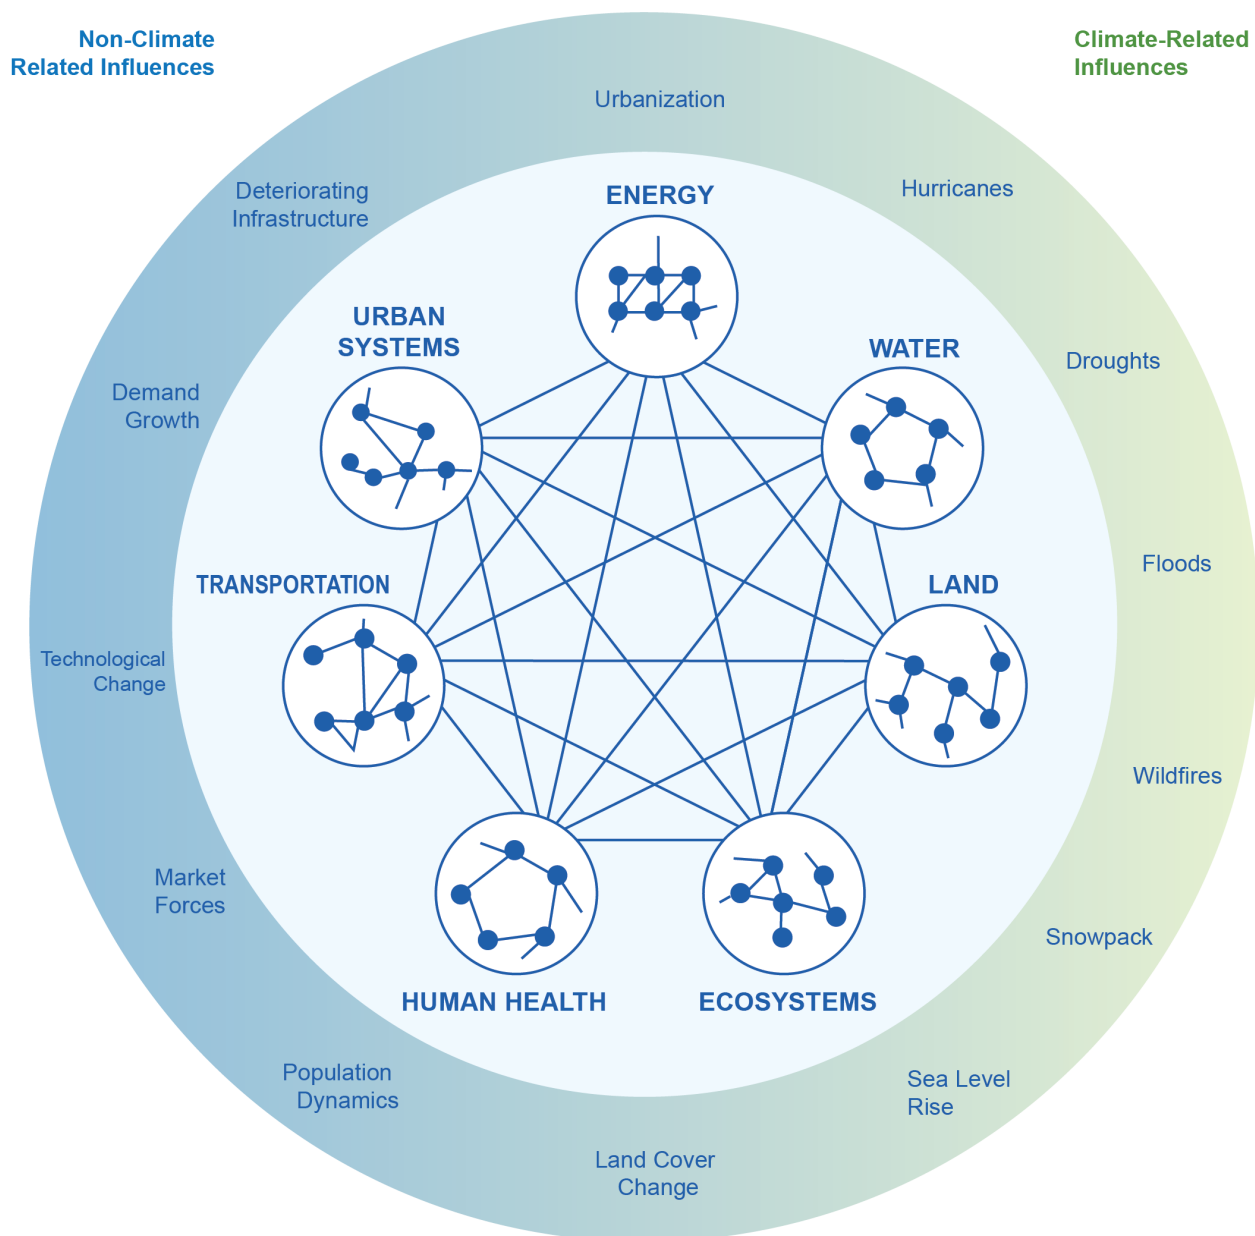 Non-Climate
Related Influences
Climate-Related
Influences
Urbanization
Deteriorating
Infrastructure
Hurricanes
ENERGY
URBAN
SYSTEMS
WATER
Droughts
Demand
Growth
Floods
TRANSPORTATION
LAND
Technological
Change
Wildfires
Market
Forces
Snowpack
HUMAN HEALTH
ECOSYSTEMS
Population
Dynamics
Sea Level
Rise
Land Cover
Change